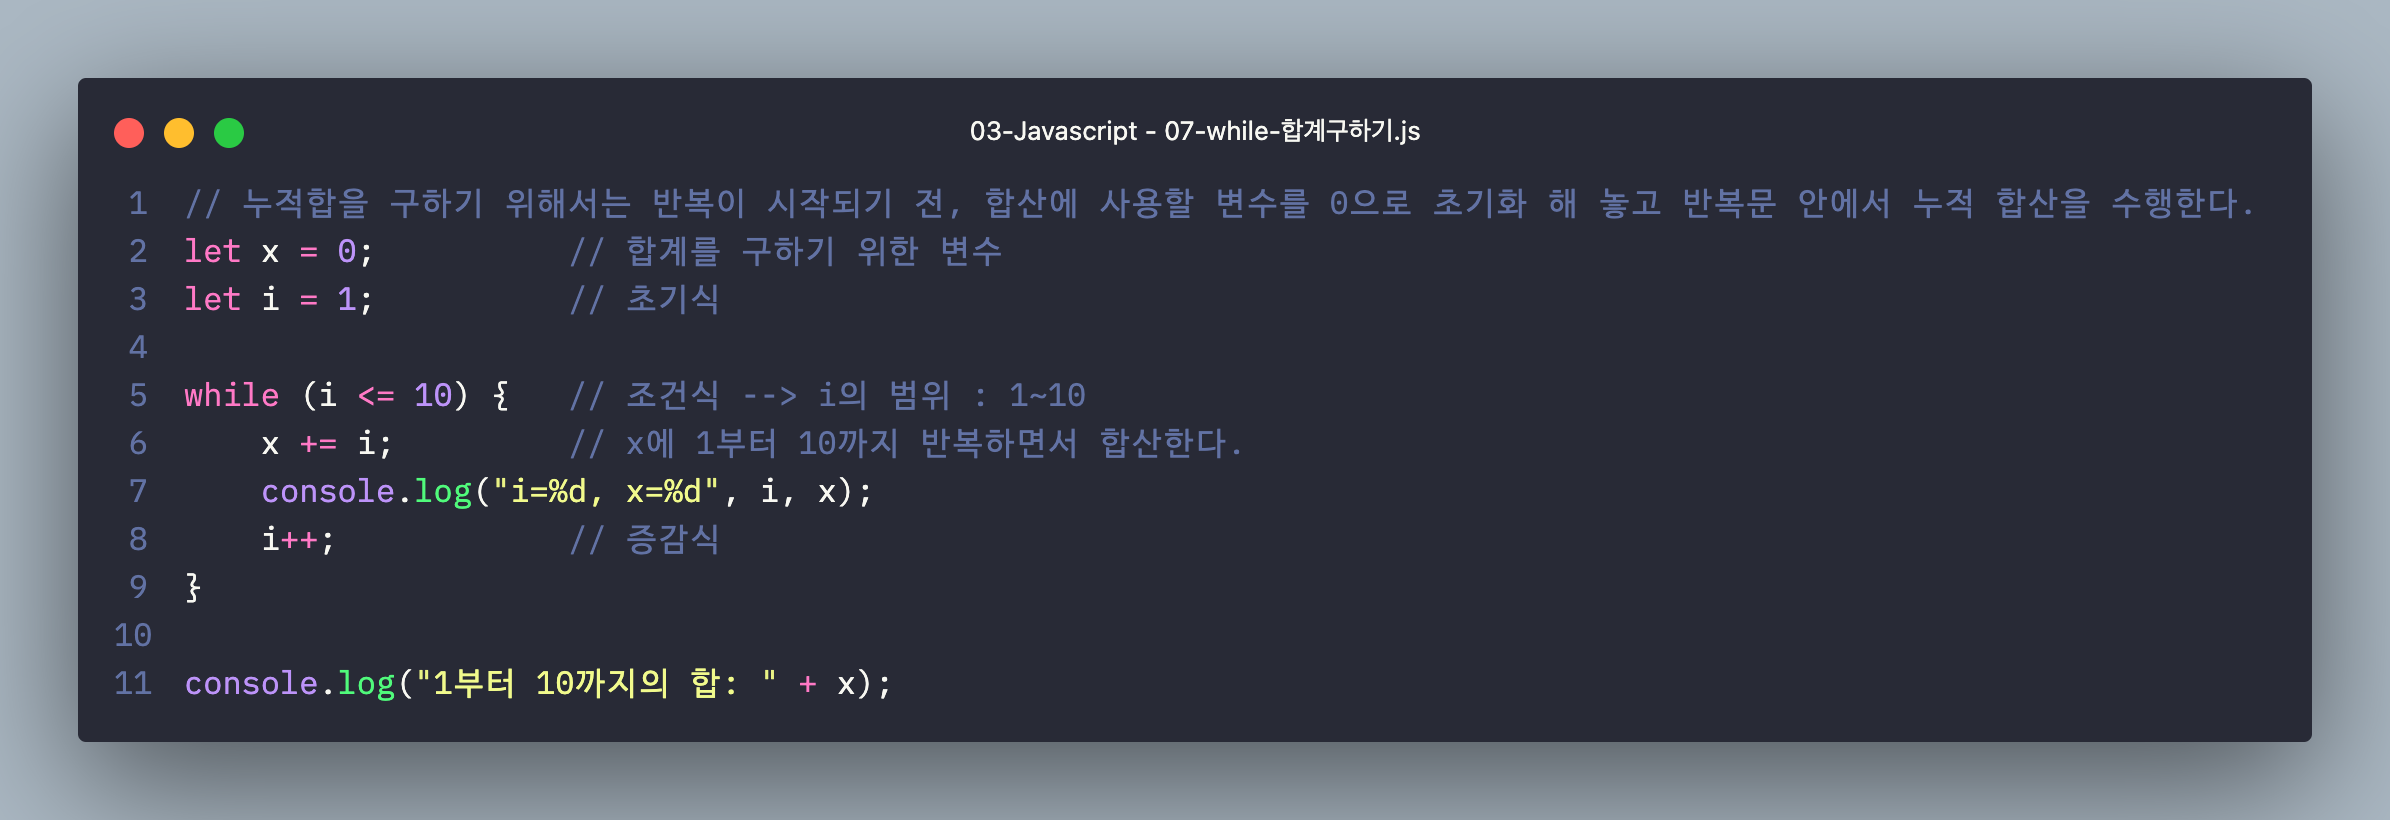 03-Javascript - 07-while-합계구하기.js
1 // 누적합을 구하기 위해서는 반복이 시작되기 전, 합산에 사용할 변수를 0으로 초기화 해 놓고 반복문 안에서 누적 합산을 수행한다.
2 let x = 0;          // 합계를 구하기 위한 변수
3 let i = 1;          // 초기식
4
5 while (i <= 10) {   // 조건식 --> i의 범위 : 1~10
6     x += i;         // x에 1부터 10까지 반복하면서 합산한다.
7     console.log("i=%d, x=%d", i, x);
8     i++;            // 증감식
9 }
10
11 console.log("1부터 10까지의 합: " + x);